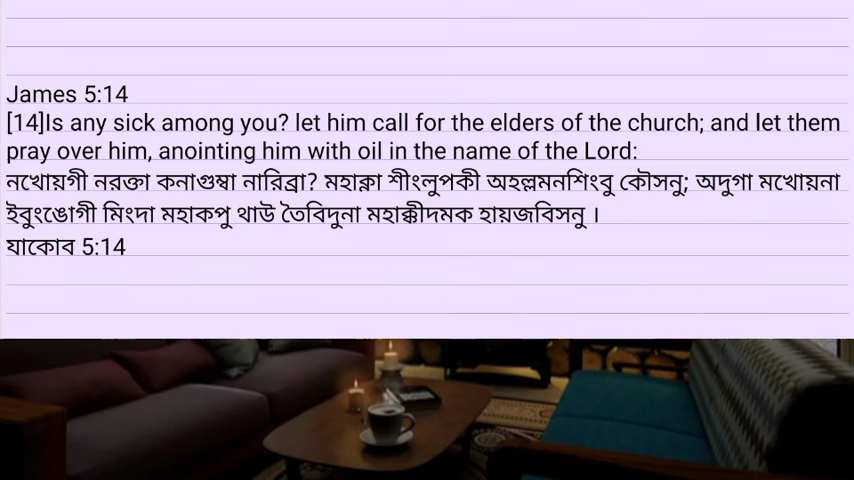 James 5:14
[14]Is any sick among you? let him call for the elders of the church; and let them
pray over him, anointing him with oil in the name of the Lord:
নখোয়গী নরক্তা কনাগুম্বা নারিব্রা? মহাক্না শীংলুপকী অহল্লমনশিংবু কৌসনু; অদুগা মখোয়না
ইবুংঙোগী মিংদা মহাকপু থাউ তৈবিদুনা মহাক্কীদমক হায়জবিসনু ।
যাকোব 5:14